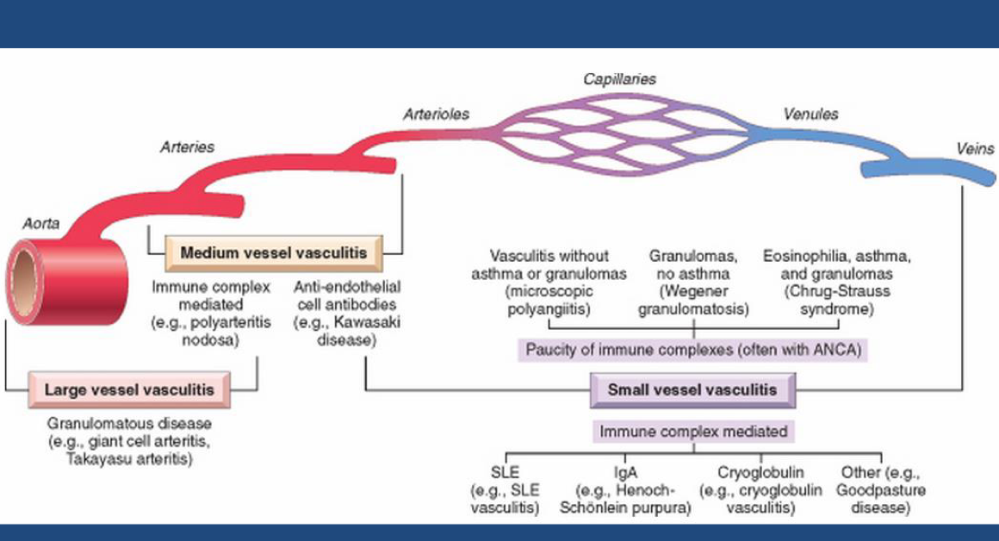 Capillaries
Arterioles
Venules
Arteries
Veins
Aorta
Medium vessel vasculitis
Immune complex
mediated
(e.g., polyarteritis
nodosa)
Anti-endothelial
cell antibodies
(e.g., Kawasaki
disease)
Vasculitis without
asthma or granulomas
(microscopic
polyangiitis)
Granulomas,
no asthma
(Wegener
granulomatosis)
Eosinophilia, asthma,
and granulomas
(Chrug-Strauss
syndrome)
Paucity of immune complexes (often with ANCA)
Large vessel vasculitis
Granulomatous disease
(e.g., giant cell arteritis,
Takayasu arteritis)
Small vessel vasculitis
Immune complex mediated
SLE
(e.g., SLE
vasculitis)
IgA
(e.g., Henoch-
Schönlein purpura)
Cryoglobulin
(e.g., cryoglobulin
vasculitis)
Other (e.g.,
Goodpasture
disease)